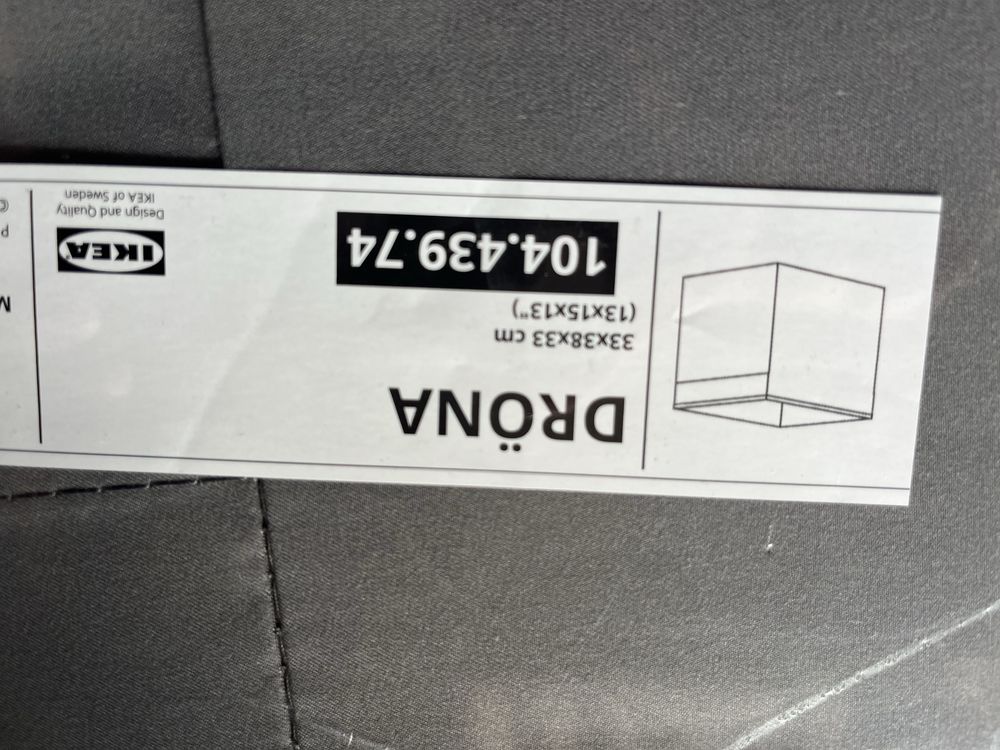 DRÖNA
33x38x33 cm
(13x15x13")
104.439.74
IKEA
Design and Quality
IKEA of Sweden
M
P
©